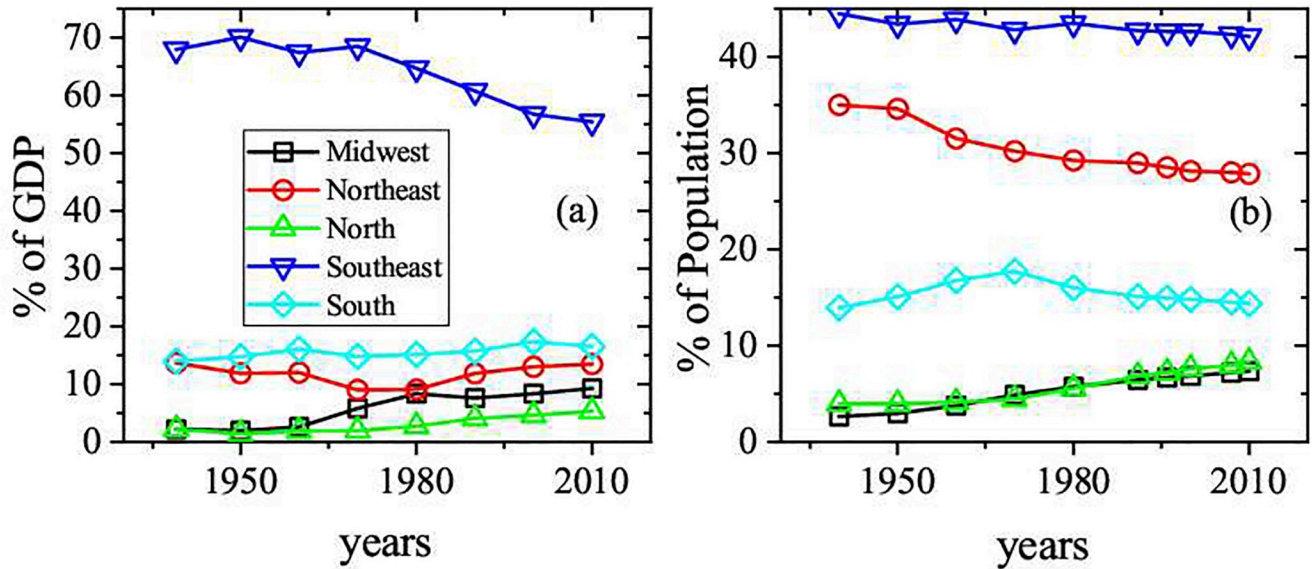 70
60
50
40
30
20
10
0
% of GDP
Midwest
Northeast
North
Southeast
South
(a)
1950 1980 2010
years
40
30
20
10
0
% of Population
(b)
1950 1980 2010
years